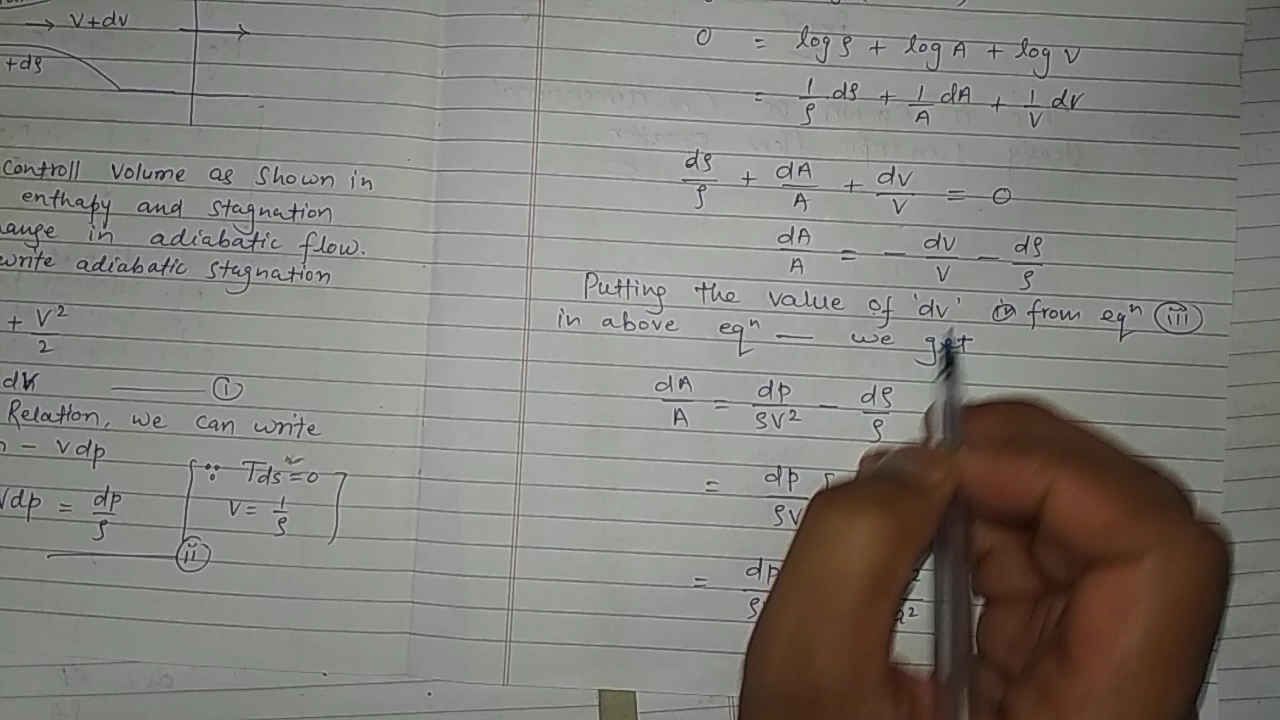 V+dv
+dρ
Controll volume as shown in
enthapy and stagnation
in adiabatic flow.
write adiabatic stagnation
+ V²/2
dV ——— (i)
Relation, we can write
- vdp
[∵ Tds = 0
Vdp = dp/ρ
V = 1/ρ]
——— (ii)
0 = log ρ + log A + log V
= 1/ρ dρ + 1/A dA + 1/V dV
dρ/ρ + dA/A + dV/V = 0
dA/A = - dV/V - dρ/ρ
Putting the value of 'dv' from eqⁿ (iii)
in above eqⁿ — we get
dA/A = dp/ρV² - dρ/ρ
= dp/ρV [
= dp